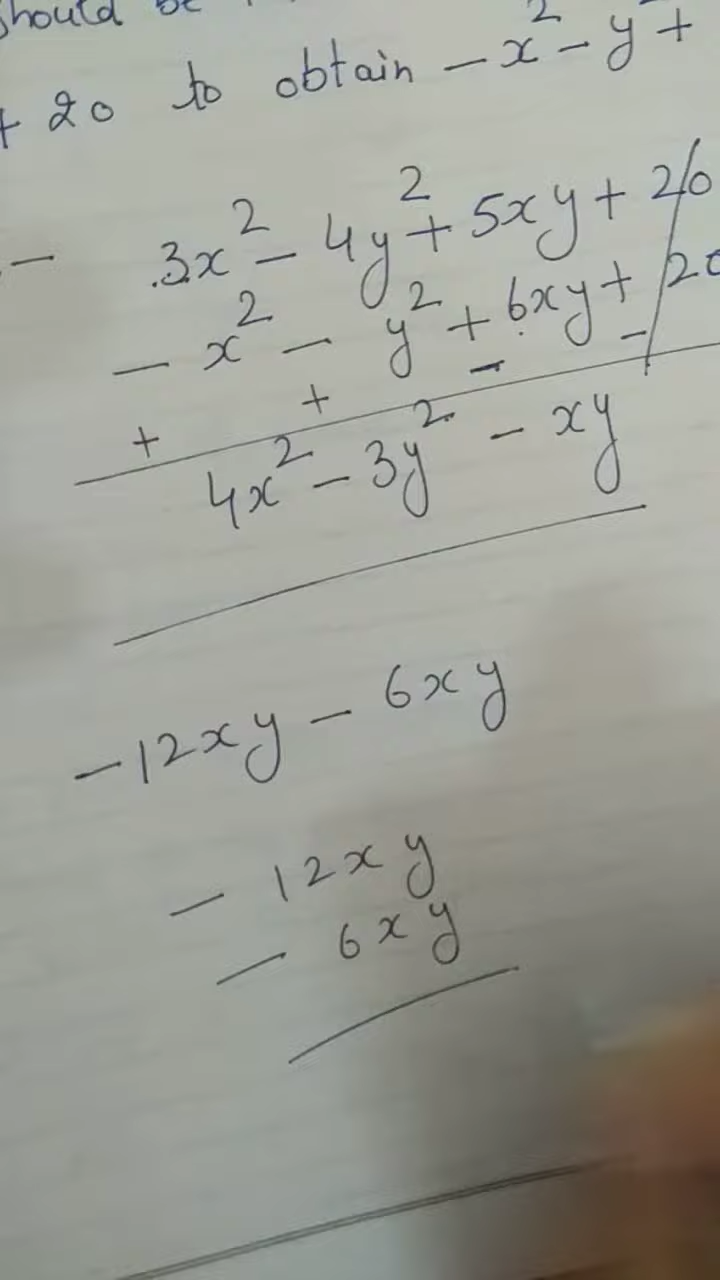 should be
+ 20 to obtain - x² - y² +
- 3x² - 4y² + 5xy + 20
- x² - y² + 6xy + 20
+ + - -
4x² - 3y² - xy
- 12xy - 6xy
- 12xy
- 6xy